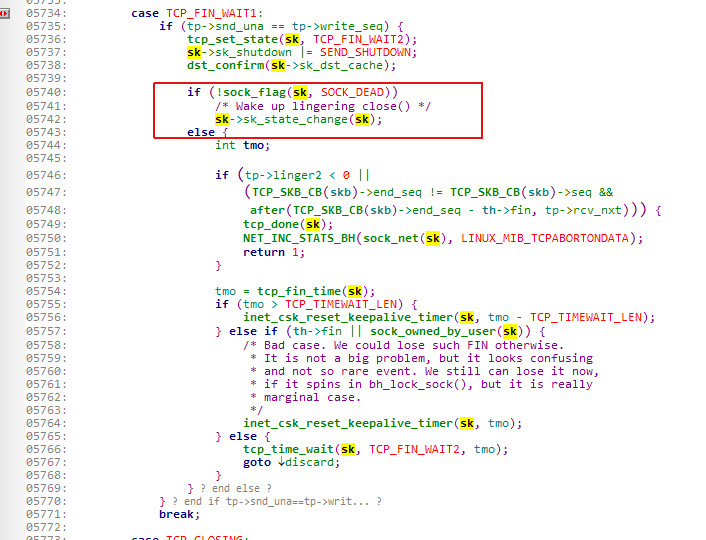 05734: case TCP_FIN_WAIT1:
05735: if (tp->snd_una == tp->write_seq) {
05736: tcp_set_state(sk, TCP_FIN_WAIT2);
05737: sk->sk_shutdown |= SEND_SHUTDOWN;
05738: dst_confirm(sk->sk_dst_cache);
05739:
05740: if (!sock_flag(sk, SOCK_DEAD))
05741: /* Wake up lingering close() */
05742: sk->sk_state_change(sk);
05743: else {
05744: int tmo;
05745:
05746: if (tp->linger2 < 0 ||
05747: (TCP_SKB_CB(skb)->end_seq != TCP_SKB_CB(skb)->seq &&
05748: after(TCP_SKB_CB(skb)->end_seq - th->fin, tp->rcv_nxt))) {
05749: tcp_done(sk);
05750: NET_INC_STATS_BH(sock_net(sk), LINUX_MIB_TCPABORTONDATA);
05751: return 1;
05752: }
05753:
05754: tmo = tcp_fin_time(sk);
05755: if (tmo > TCP_TIMEWAIT_LEN) {
05756: inet_csk_reset_keepalive_timer(sk, tmo - TCP_TIMEWAIT_LEN);
05757: } else if (th->fin || sock_owned_by_user(sk)) {
05758: /* Bad case. We could lose such FIN otherwise.
05759: * It is not a big problem, but it looks confusing
05760: * and not so rare event. We still can lose it now,
05761: * if it spins in bh_lock_sock(), but it is really
05762: * marginal case.
05763: */
05764: inet_csk_reset_keepalive_timer(sk, tmo);
05765: } else {
05766: tcp_time_wait(sk, TCP_FIN_WAIT2, tmo);
05767: goto ↓discard;
05768: }
05769: } ? end else ?
05770: } ? end if tp->snd_una==tp->writ... ?
05771: break;
05772:
05773: case TCP_CLOSING: